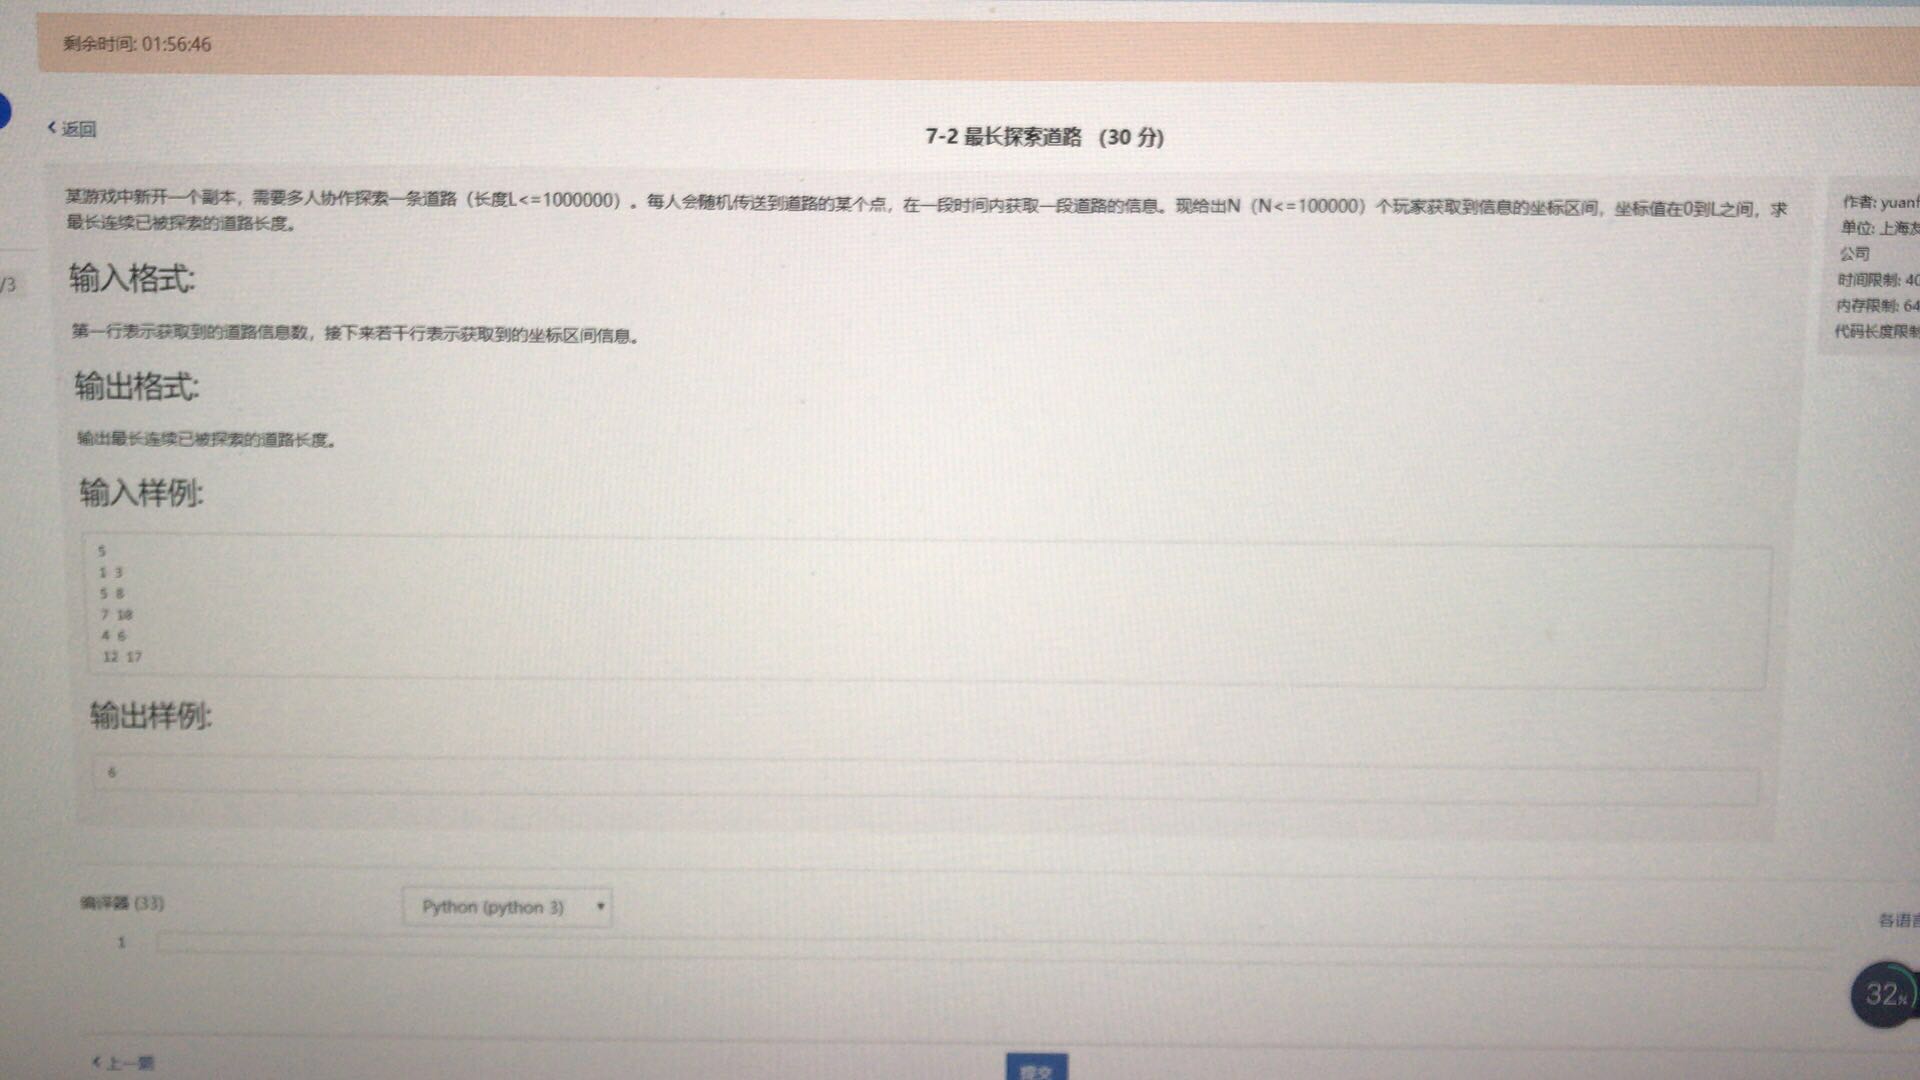 剩余时间: 01:56:46
返回
7-2 最长探索道路 (30 分)
某游戏中新开一个副本，需要多人协作探索一条道路（长度L<=1000000）。每人会随机传送到道路的某个点，在一段时间内获取一段道路的信息。现给出N（N<=100000）个玩家获取到信息的坐标区间，坐标值在0到L之间，求
最长连续已被探索的道路长度。
作者: yuanf
单位: 上海友
公司
时间限制: 40
内存限制: 64
代码长度限制
/3
输入格式:
第一行表示获取到的道路信息数，接下来若干行表示获取到的坐标区间信息。
输出格式:
输出最长连续已被探索的道路长度。
输入样例:
5
1 3
5 8
7 10
4 6
12 17
输出样例:
6
编译器 (33)
Python (python 3)
各语言
1
32%
上一题
提交